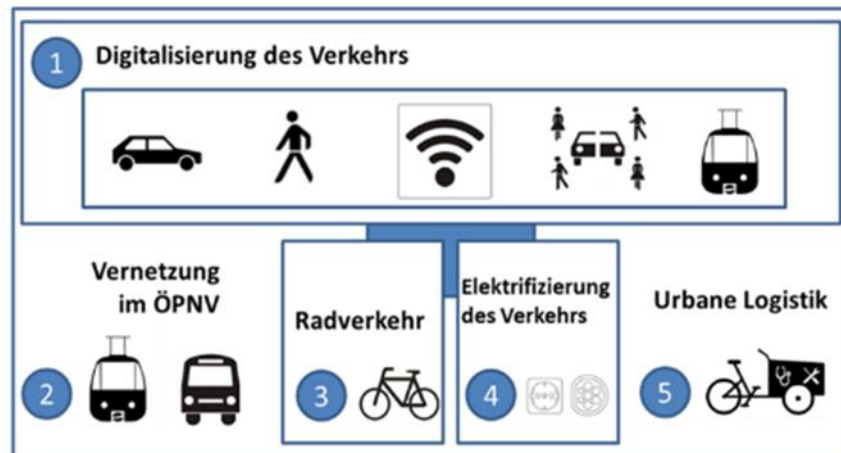 1 Digitalisierung des Verkehrs
Vernetzung
im ÖPNV
2
Radverkehr
3
Elektrifizierung
des Verkehrs
4
Urbane Logistik
5